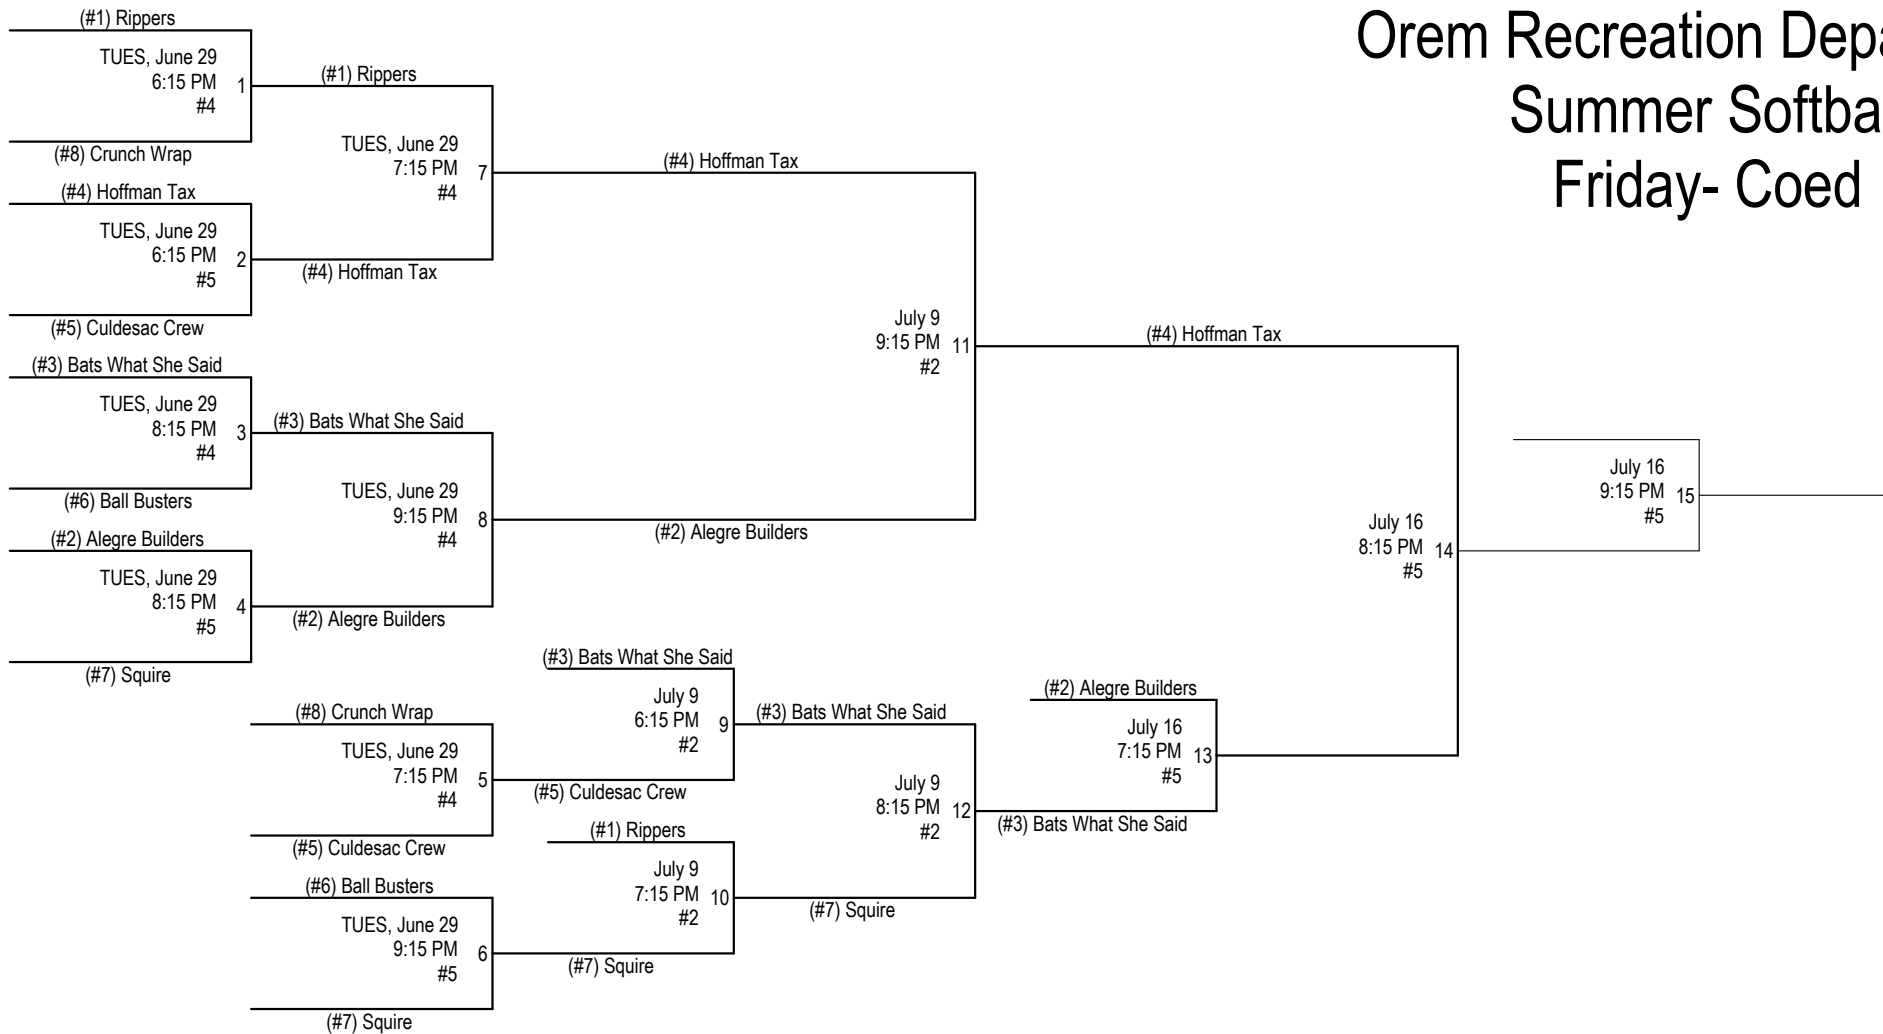 Orem Recreation Depa
Summer Softba
Friday- Coed
(#1) Rippers
TUES, June 29
6:15 PM
1
#4
(#8) Crunch Wrap
(#4) Hoffman Tax
TUES, June 29
6:15 PM
2
#5
(#5) Culdesac Crew
(#3) Bats What She Said
TUES, June 29
8:15 PM
3
#4
(#6) Ball Busters
(#2) Alegre Builders
TUES, June 29
8:15 PM
4
#5
(#7) Squire
(#1) Rippers
TUES, June 29
7:15 PM
7
#4
(#4) Hoffman Tax
(#3) Bats What She Said
TUES, June 29
9:15 PM
8
#4
(#2) Alegre Builders
(#8) Crunch Wrap
TUES, June 29
7:15 PM
5
#4
(#5) Culdesac Crew
(#6) Ball Busters
TUES, June 29
9:15 PM
6
#5
(#7) Squire
(#3) Bats What She Said
July 9
6:15 PM
9
#2
(#5) Culdesac Crew
(#1) Rippers
July 9
7:15 PM
10
#2
(#7) Squire
(#4) Hoffman Tax
July 9
9:15 PM
11
#2
(#2) Alegre Builders
(#3) Bats What She Said
July 9
8:15 PM
12
#2
(#7) Squire
(#2) Alegre Builders
July 16
7:15 PM
13
#5
(#3) Bats What She Said
(#4) Hoffman Tax
July 16
8:15 PM
14
#5
July 16
9:15 PM
15
#5